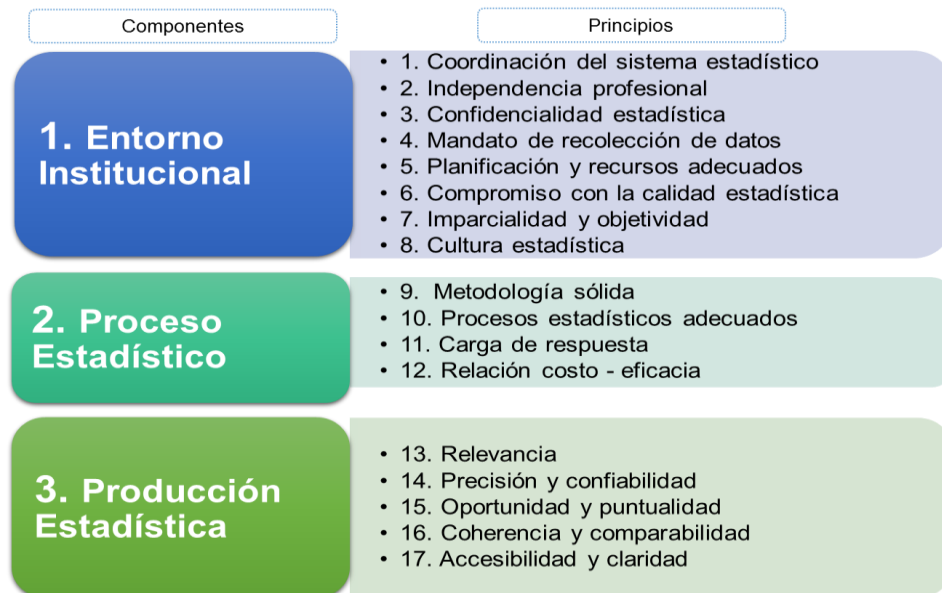 Componentes
Principios
1. Entorno
Institucional
• 1. Coordinación del sistema estadístico
• 2. Independencia profesional
• 3. Confidencialidad estadística
• 4. Mandato de recolección de datos
• 5. Planificación y recursos adecuados
• 6. Compromiso con la calidad estadística
• 7. Imparcialidad y objetividad
• 8. Cultura estadística
2. Proceso
Estadístico
• 9. Metodología sólida
• 10. Procesos estadísticos adecuados
• 11. Carga de respuesta
• 12. Relación costo - eficacia
3. Producción
Estadística
• 13. Relevancia
• 14. Precisión y confiabilidad
• 15. Oportunidad y puntualidad
• 16. Coherencia y comparabilidad
• 17. Accesibilidad y claridad